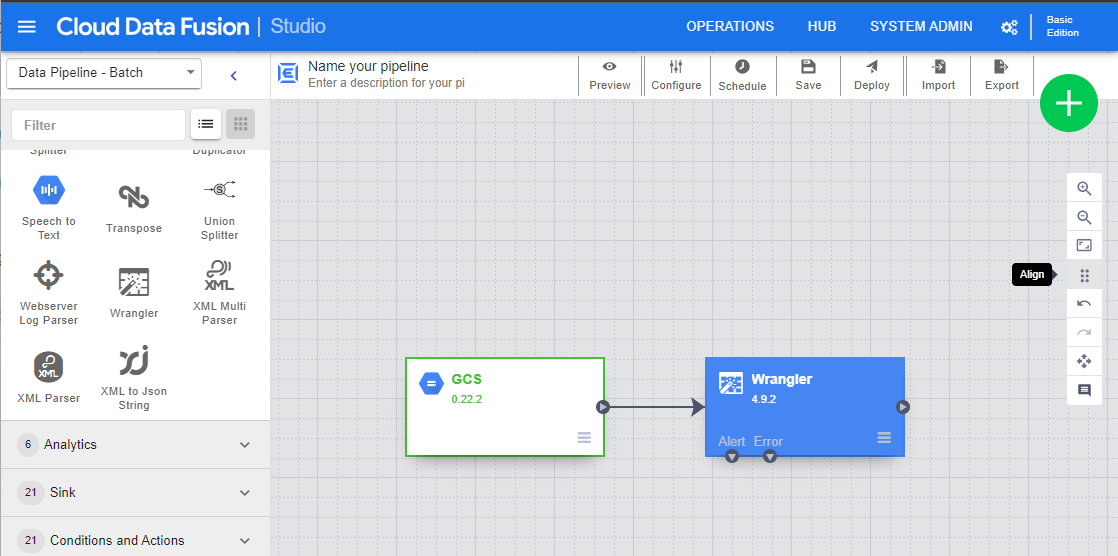 Cloud Data Fusion | Studio
OPERATIONS
HUB
SYSTEM ADMIN
Basic
Edition
Data Pipeline - Batch
Name your pipeline
Enter a description for your pi
Preview
Configure
Schedule
Save
Deploy
Import
Export
Filter
Splitter
Duplicator
Speech to
Text
Transpose
Union
Splitter
Webserver
Log Parser
Wrangler
XML
XML Multi
Parser
XML
XML Parser
XML to Json
String
6 Analytics
21 Sink
21 Conditions and Actions
Align
GCS
0.22.2
Wrangler
4.9.2
Alert Error